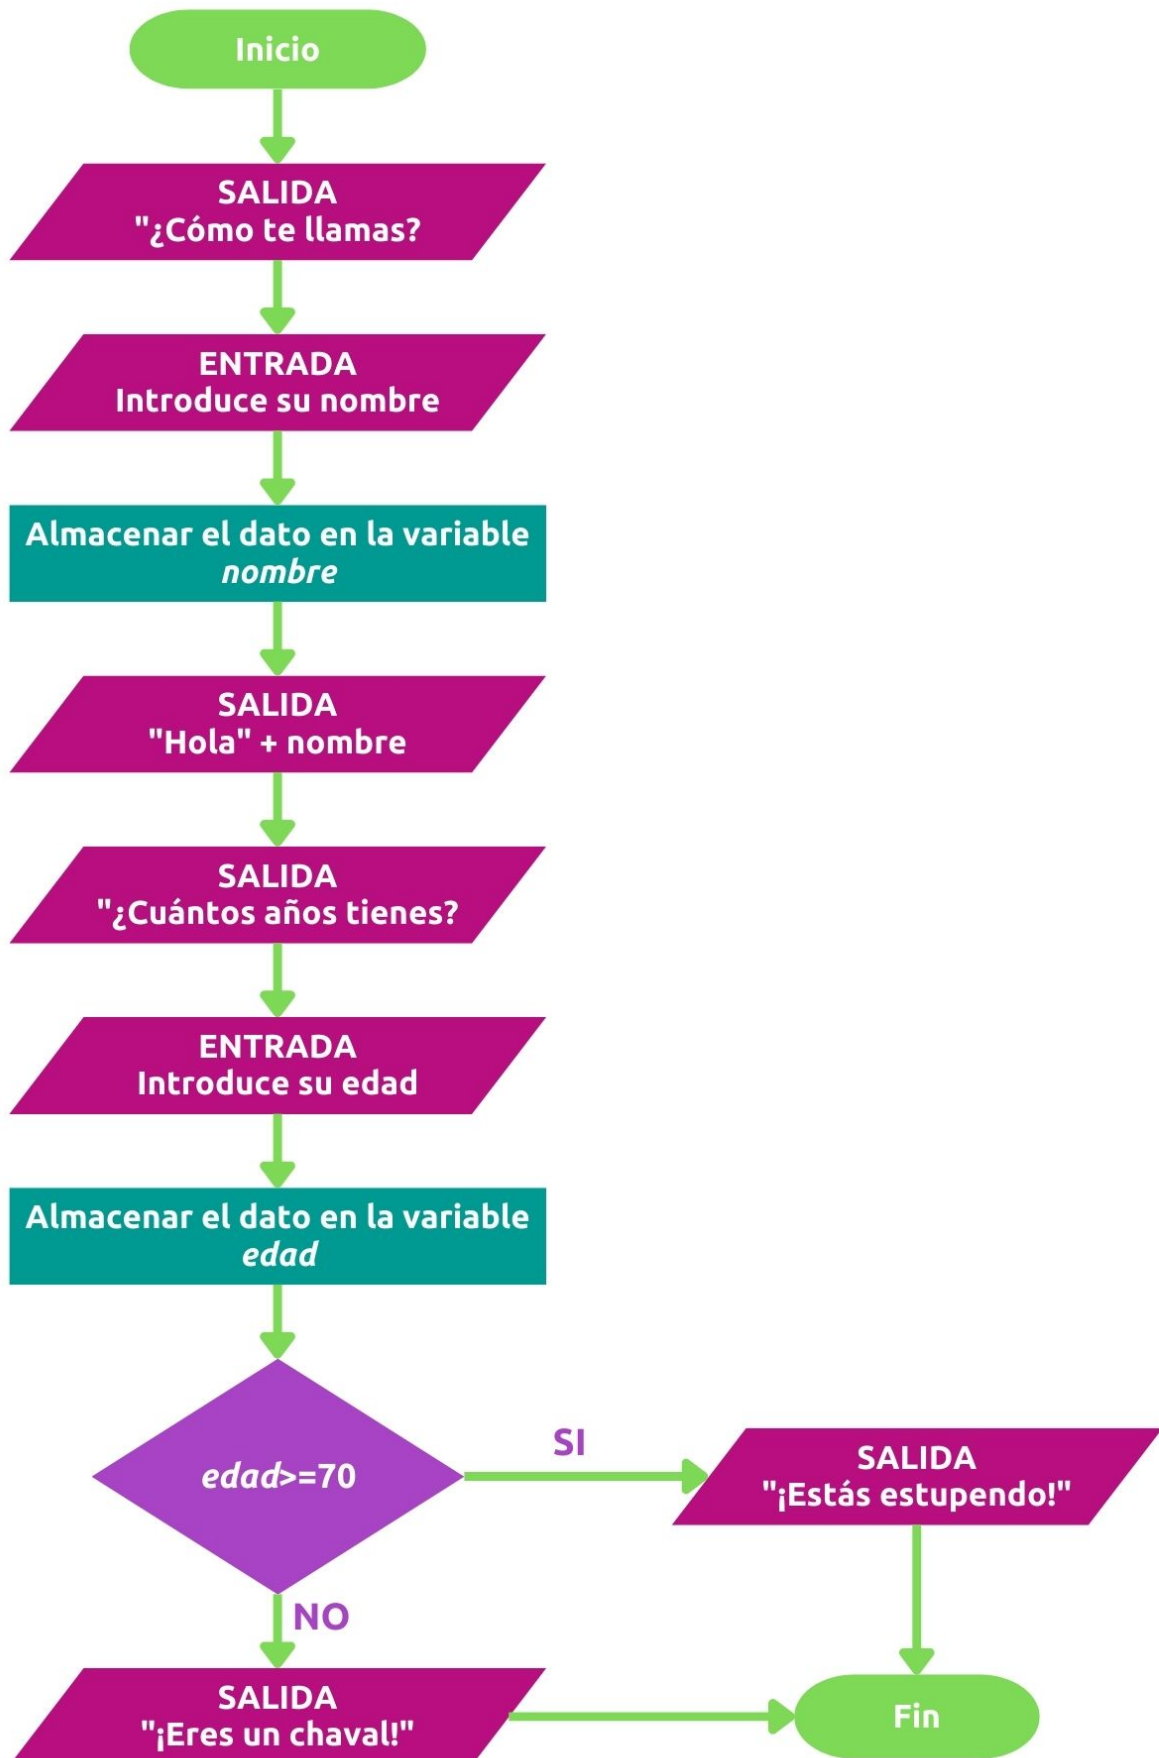 Inicio
SALIDA
"¿Cómo te llamas?
ENTRADA
Introduce su nombre
Almacenar el dato en la variable
nombre
SALIDA
"Hola" + nombre
SALIDA
"¿Cuántos años tienes?
ENTRADA
Introduce su edad
Almacenar el dato en la variable
edad
edad>=70
SI
SALIDA
"¡Estás estupendo!"
NO
SALIDA
"¡Eres un chaval!"
Fin